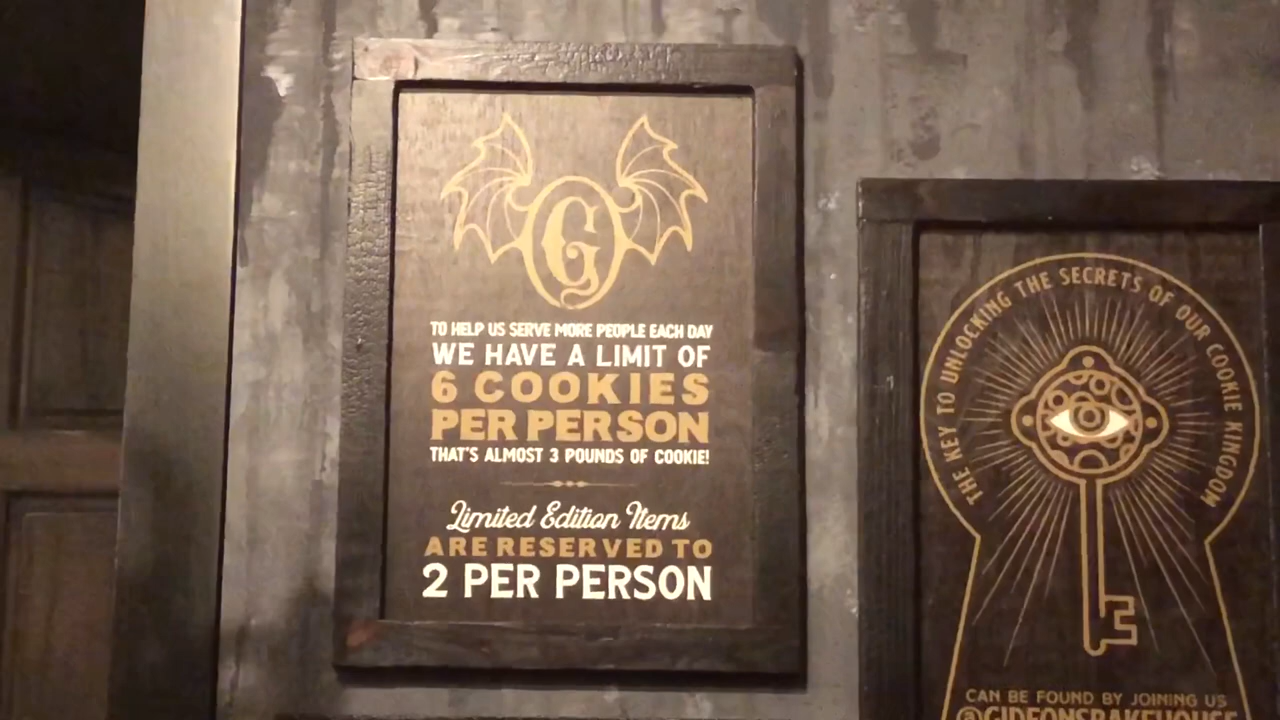 G
TO HELP US SERVE MORE PEOPLE EACH DAY
WE HAVE A LIMIT OF
6 COOKIES
PER PERSON
THAT'S ALMOST 3 POUNDS OF COOKIE!
Limited Edition Items
ARE RESERVED TO
2 PER PERSON
THE KEY TO UNLOCKING THE SECRETS OF OUR COOKIE KINGDOM
CAN BE FOUND BY JOINING US
@GIDEONSBAKEHOUSE